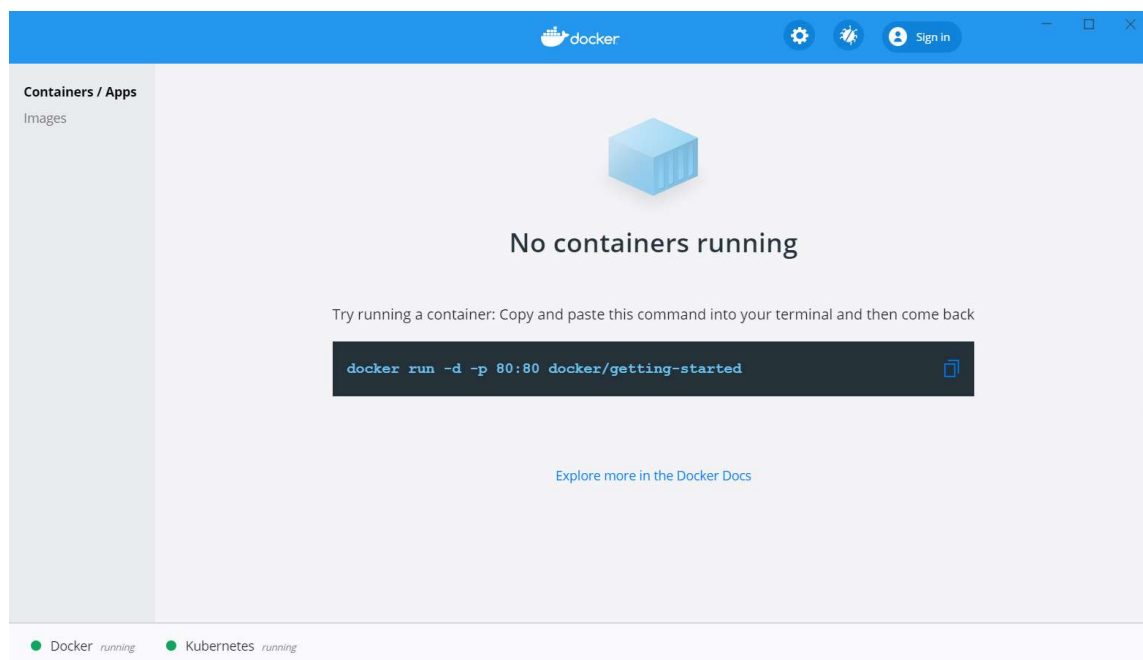 docker
Sign in
Containers / Apps
Images
No containers running
Try running a container: Copy and paste this command into your terminal and then come back
docker run -d -p 80:80 docker/getting-started
Explore more in the Docker Docs
Docker running
Kubernetes running